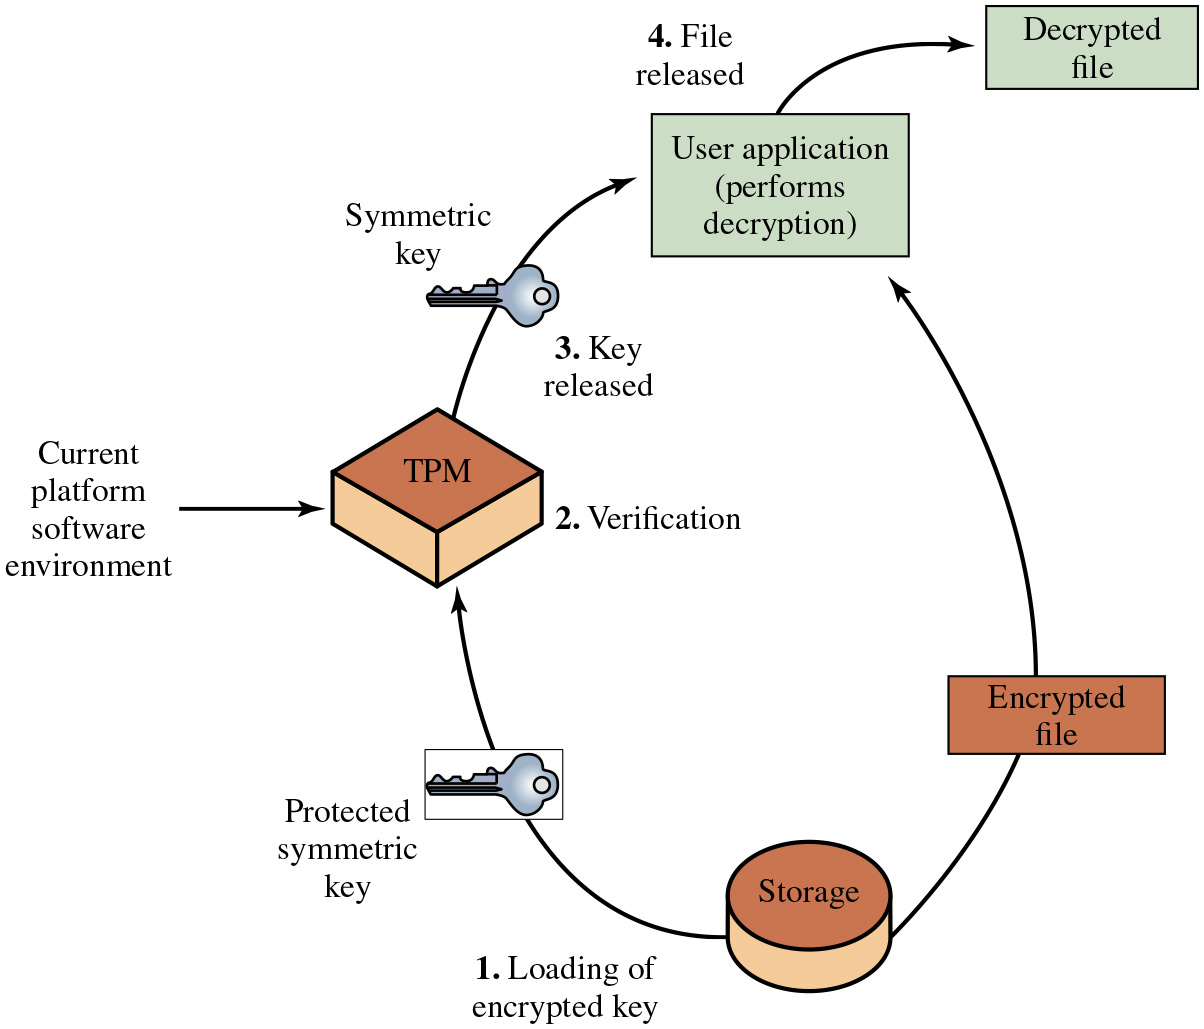 4. File
released
Decrypted
file
User application
(performs
decryption)
Symmetric
key
3. Key
released
Current
platform
software
environment
TPM
2. Verification
Encrypted
file
Protected
symmetric
key
Storage
1. Loading of
encrypted key